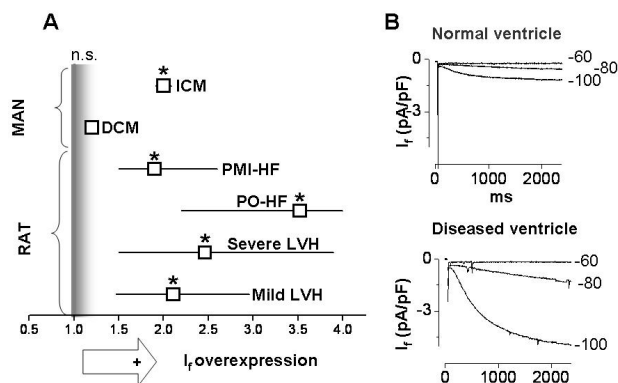 A
n.s.
MAN
* ICM
DCM
RAT
* PMI-HF
PO-HF *
* Severe LVH
* Mild LVH
0.5 1.0 1.5 2.0 2.5 3.0 3.5 4.0
+
If overexpression
B
Normal ventricle
0
-3
If (pA/pF)
-60
-80
-100
0 1000 2000
ms
Diseased ventricle
0
-3
If (pA/pF)
-60
-80
-100
0 1000 2000